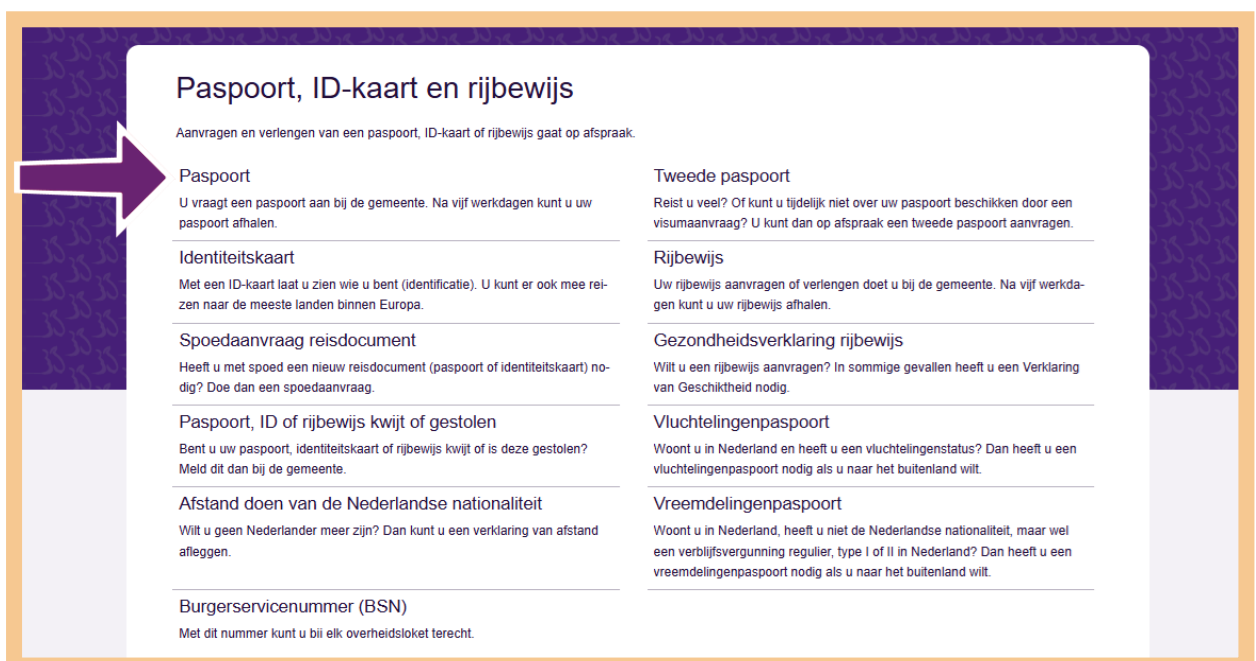 Paspoort, ID-kaart en rijbewijs
Aanvragen en verlengen van een paspoort, ID-kaart of rijbewijs gaat op afspraak.
Paspoort
U vraagt een paspoort aan bij de gemeente. Na vijf werkdagen kunt u uw
paspoort afhalen.
Tweede paspoort
Reist u veel? Of kunt u tijdelijk niet over uw paspoort beschikken door een
visumaanvraag? U kunt dan op afspraak een tweede paspoort aanvragen.
Identiteitskaart
Met een ID-kaart laat u zien wie u bent (identificatie). U kunt er ook mee rei-
zen naar de meeste landen binnen Europa.
Rijbewijs
Uw rijbewijs aanvragen of verlengen doet u bij de gemeente. Na vijf werkda-
gen kunt u uw rijbewijs afhalen.
Spoedaanvraag reisdocument
Heeft u met spoed een nieuw reisdocument (paspoort of identiteitskaart) no-
dig? Doe dan een spoedaanvraag.
Gezondheidsverklaring rijbewijs
Wilt u een rijbewijs aanvragen? In sommige gevallen heeft u een Verklaring
van Geschiktheid nodig.
Paspoort, ID of rijbewijs kwijt of gestolen
Bent u uw paspoort, identiteitskaart of rijbewijs kwijt of is deze gestolen?
Meld dit dan bij de gemeente.
Vluchtelingenpaspoort
Woont u in Nederland en heeft u een vluchtelingenstatus? Dan heeft u een
vluchtelingenpaspoort nodig als u naar het buitenland wilt.
Afstand doen van de Nederlandse nationaliteit
Wilt u geen Nederlander meer zijn? Dan kunt u een verklaring van afstand
afleggen.
Vreemdelingenpaspoort
Woont u in Nederland, heeft u niet de Nederlandse nationaliteit, maar wel
een verblijfsvergunning regulier, type I of II in Nederland? Dan heeft u een
vreemdelingenpaspoort nodig als u naar het buitenland wilt.
Burgerservicenummer (BSN)
Met dit nummer kunt u bij elk overheidsloket terecht.